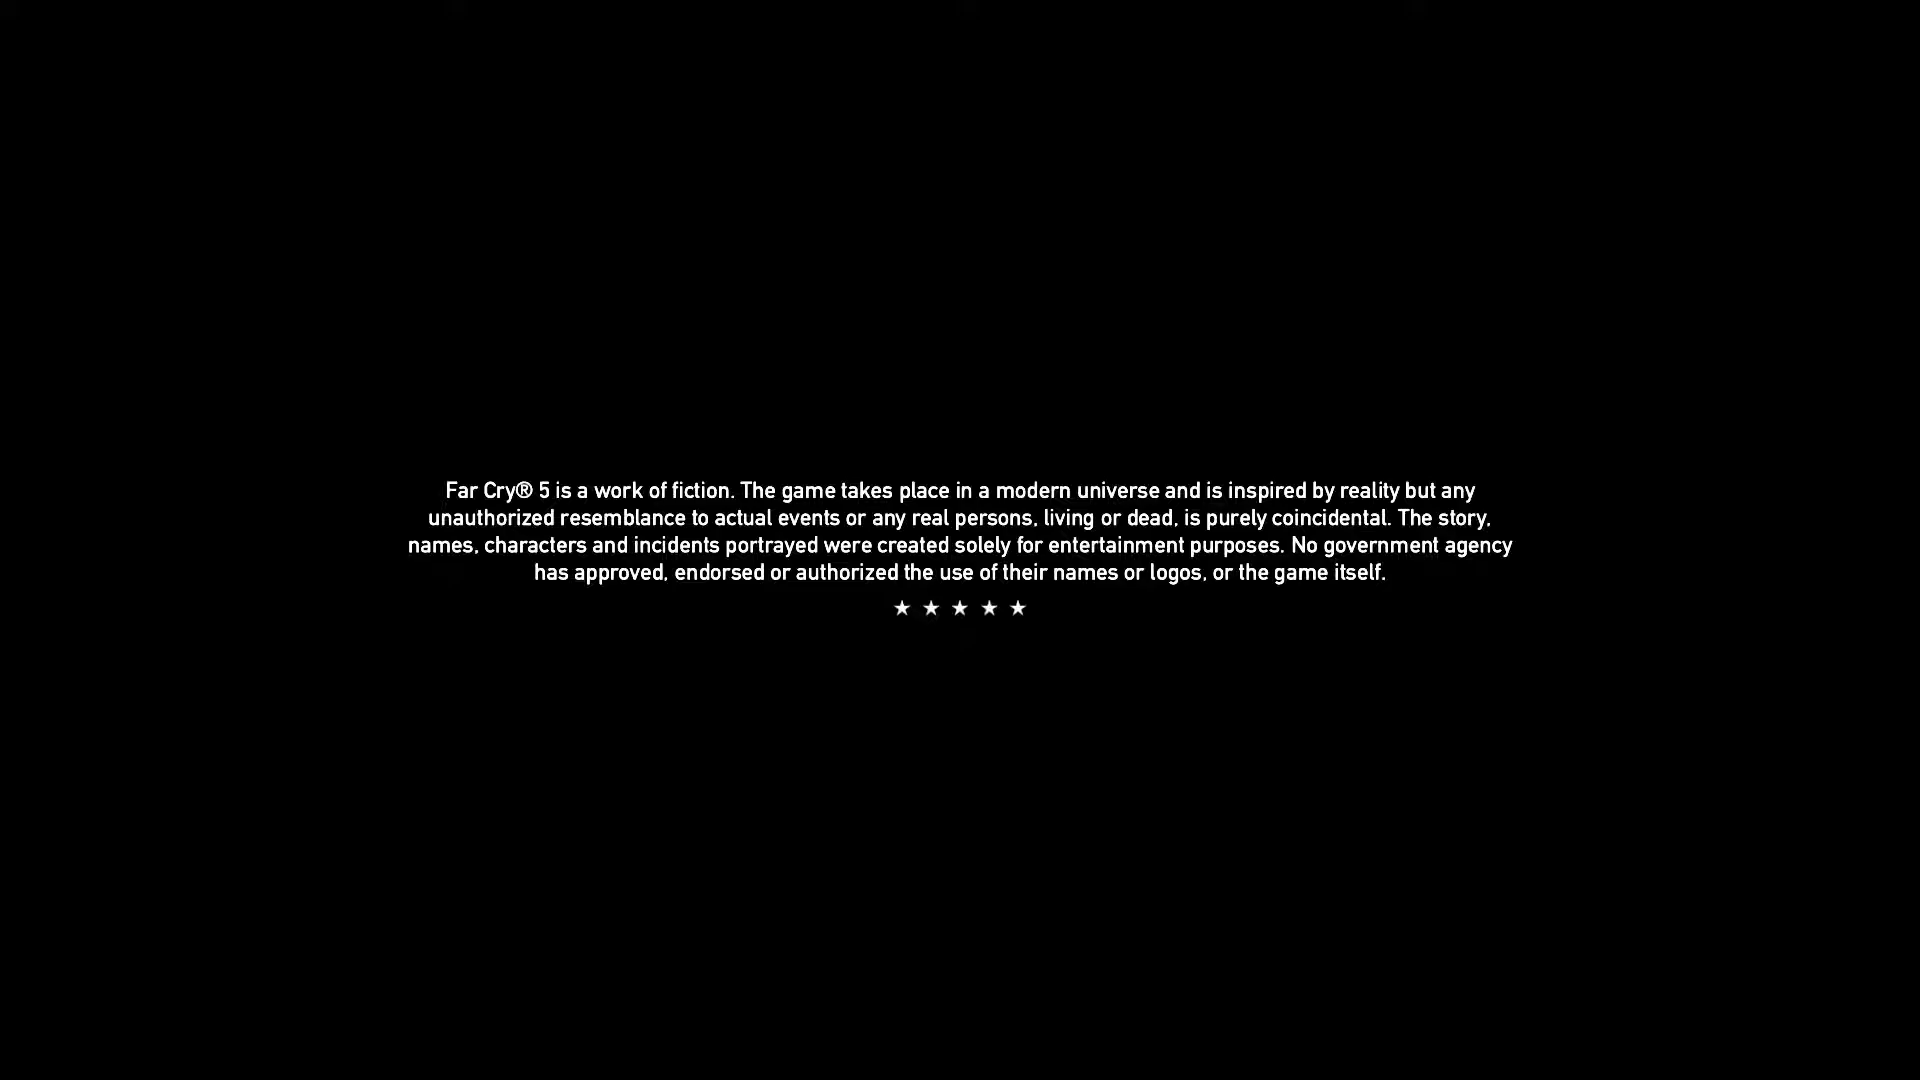 Far Cry® 5 is a work of fiction. The game takes place in a modern universe and is inspired by reality but any
unauthorized resemblance to actual events or any real persons, living or dead, is purely coincidental. The story,
names, characters and incidents portrayed were created solely for entertainment purposes. No government agency
has approved, endorsed or authorized the use of their names or logos, or the game itself.
★ ★ ★ ★ ★